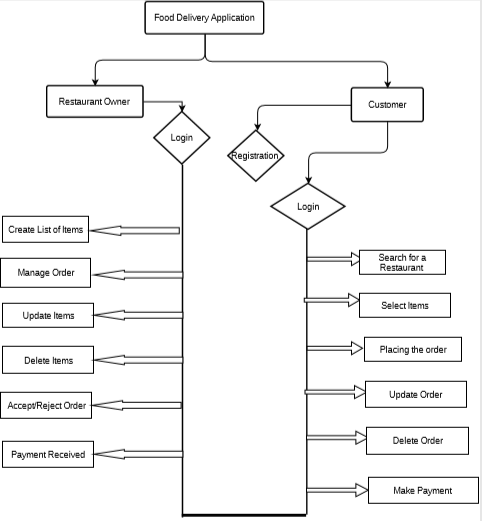 Food Delivery Application
Restaurant Owner
Customer
Login
Registration
Login
Create List of Items
Manage Order
Update Items
Delete Items
Accept/Reject Order
Payment Received
Search for a
Restaurant
Select Items
Placing the order
Update Order
Delete Order
Make Payment